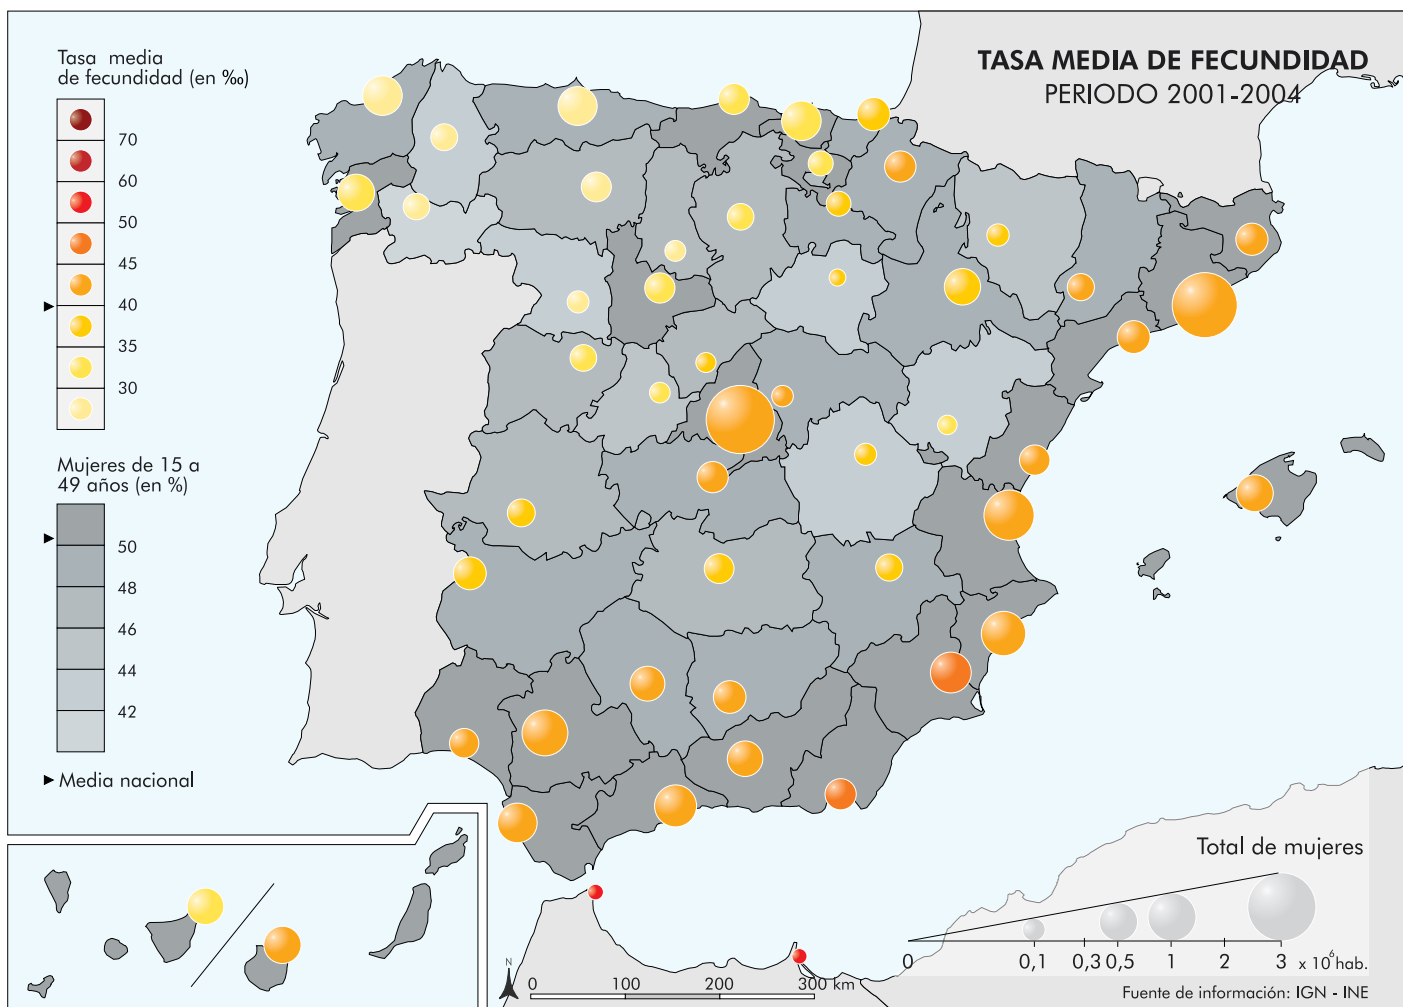 TASA MEDIA DE FECUNDIDAD
PERIODO 2001-2004
Tasa media
de fecundidad (en ‰)
70
60
50
45
40
35
30
Mujeres de 15 a
49 años (en %)
50
48
46
44
42
Media nacional
Total de mujeres
0 0,1 0,3 0,5 1 2 3 x 10⁶ hab.
N
0 100 200 300 km
Fuente de información: IGN - INE